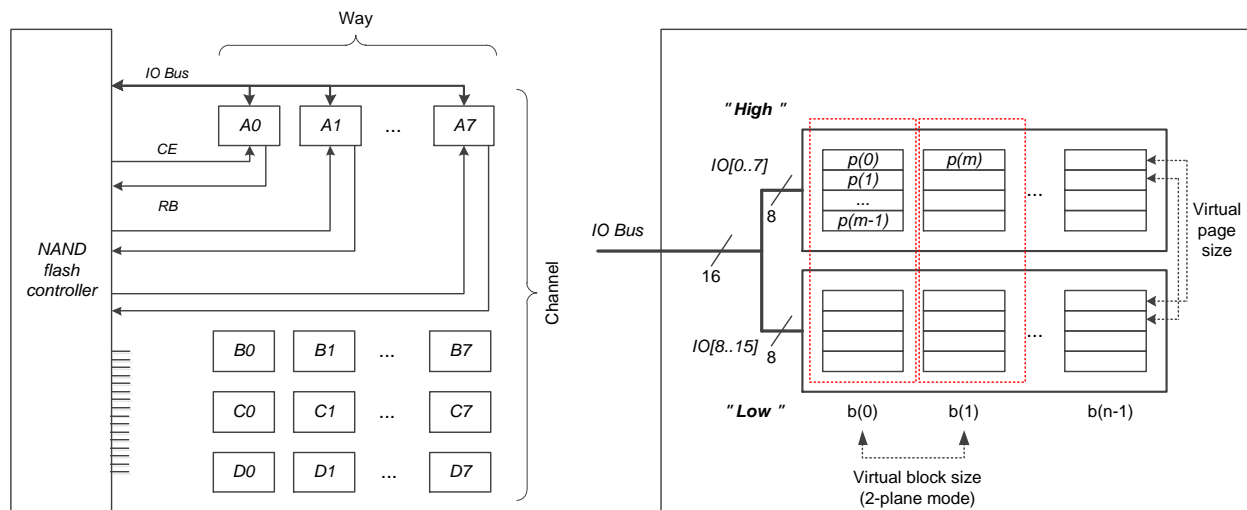 Way
IO Bus
A0
A1
...
A7
CE
RB
NAND
flash
controller
Channel
B0
B1
...
B7
C0
C1
...
C7
D0
D1
...
D7
"High"
IO[0..7]
8
p(0)
p(1)
...
p(m-1)
p(m)
...
IO Bus
16
Virtual
page
size
IO[8..15]
8
...
"Low"
b(0)
b(1)
b(n-1)
Virtual block size
(2-plane mode)